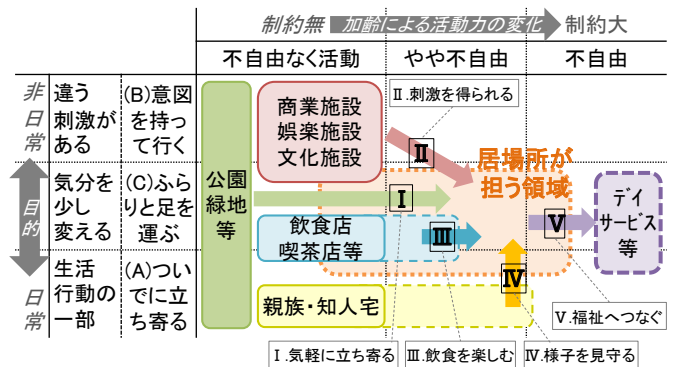 制約無 加齢による活動力の変化 制約大
不自由なく活動 やや不自由 不自由
非日常
目的
日常
違う
刺激が
ある
(B)意図
を持っ
て行く
気分を
少し
変える
(C)ふら
りと足を
運ぶ
生活
行動の
一部
(A)つい
でに立
ち寄る
公園
緑地
等
商業施設
娯楽施設
文化施設
飲食店
喫茶店等
親族・知人宅
Ⅱ.刺激を得られる
Ⅱ
居場所が
担う領域
Ⅰ
Ⅲ
Ⅳ
Ⅴ
デイ
サービス
等
Ⅴ.福祉へつなぐ
Ⅰ.気軽に立ち寄る
Ⅲ.飲食を楽しむ
Ⅳ.様子を見守る